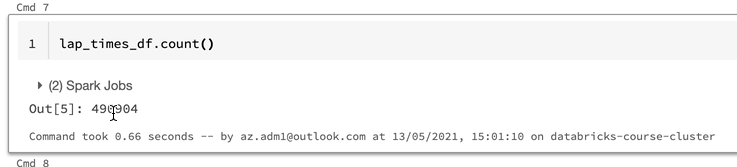 Cmd 7
1 lap_times_df.count()
(2) Spark Jobs
Out[5]: 490904
Command took 0.66 seconds -- by az.adm1@outlook.com at 13/05/2021, 15:01:10 on databricks-course-cluster
Cmd 8